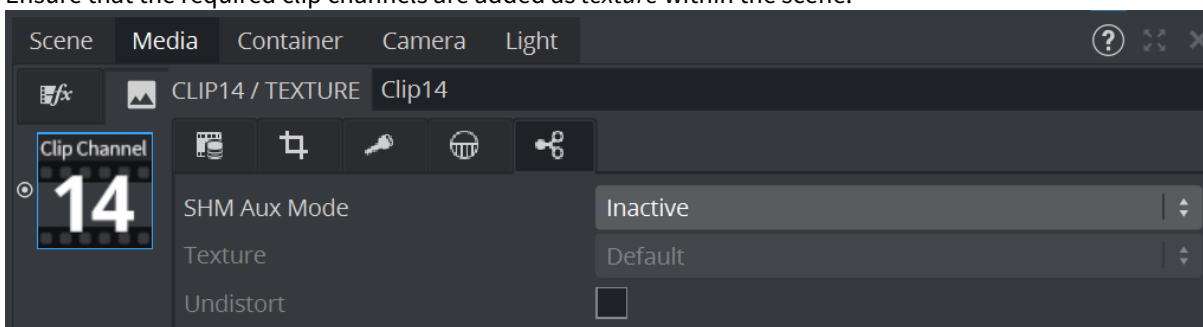 Ensure that the required clip channels are added as texture within the scene.
Scene Media Container Camera Light ?
fx CLIP14 / TEXTURE Clip14
Clip Channel
14
SHM Aux Mode Inactive
Texture Default
Undistort